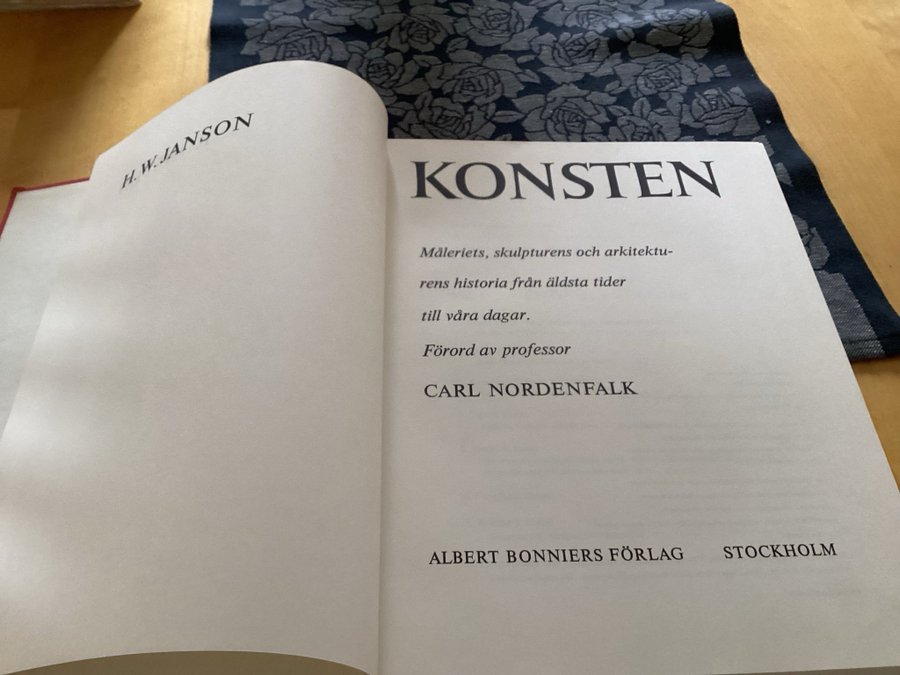 H. W. JANSON
KONSTEN
Måleriets, skulpturens och arkitektu-
rens historia från äldsta tider
till våra dagar.
Förord av professor
CARL NORDENFALK
ALBERT BONNIERS FÖRLAG STOCKHOLM